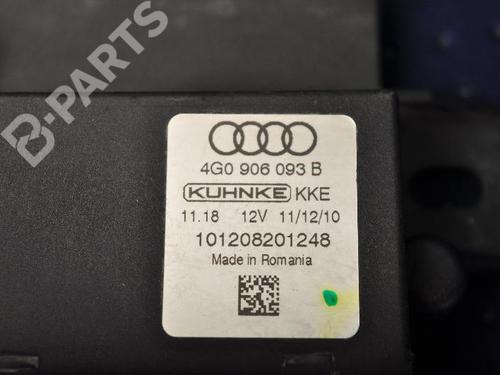 B-PARTS
4G0 906 093 B
KUHNKE KKE
11.18 12V 11/12/10
101208201248
Made in Romania